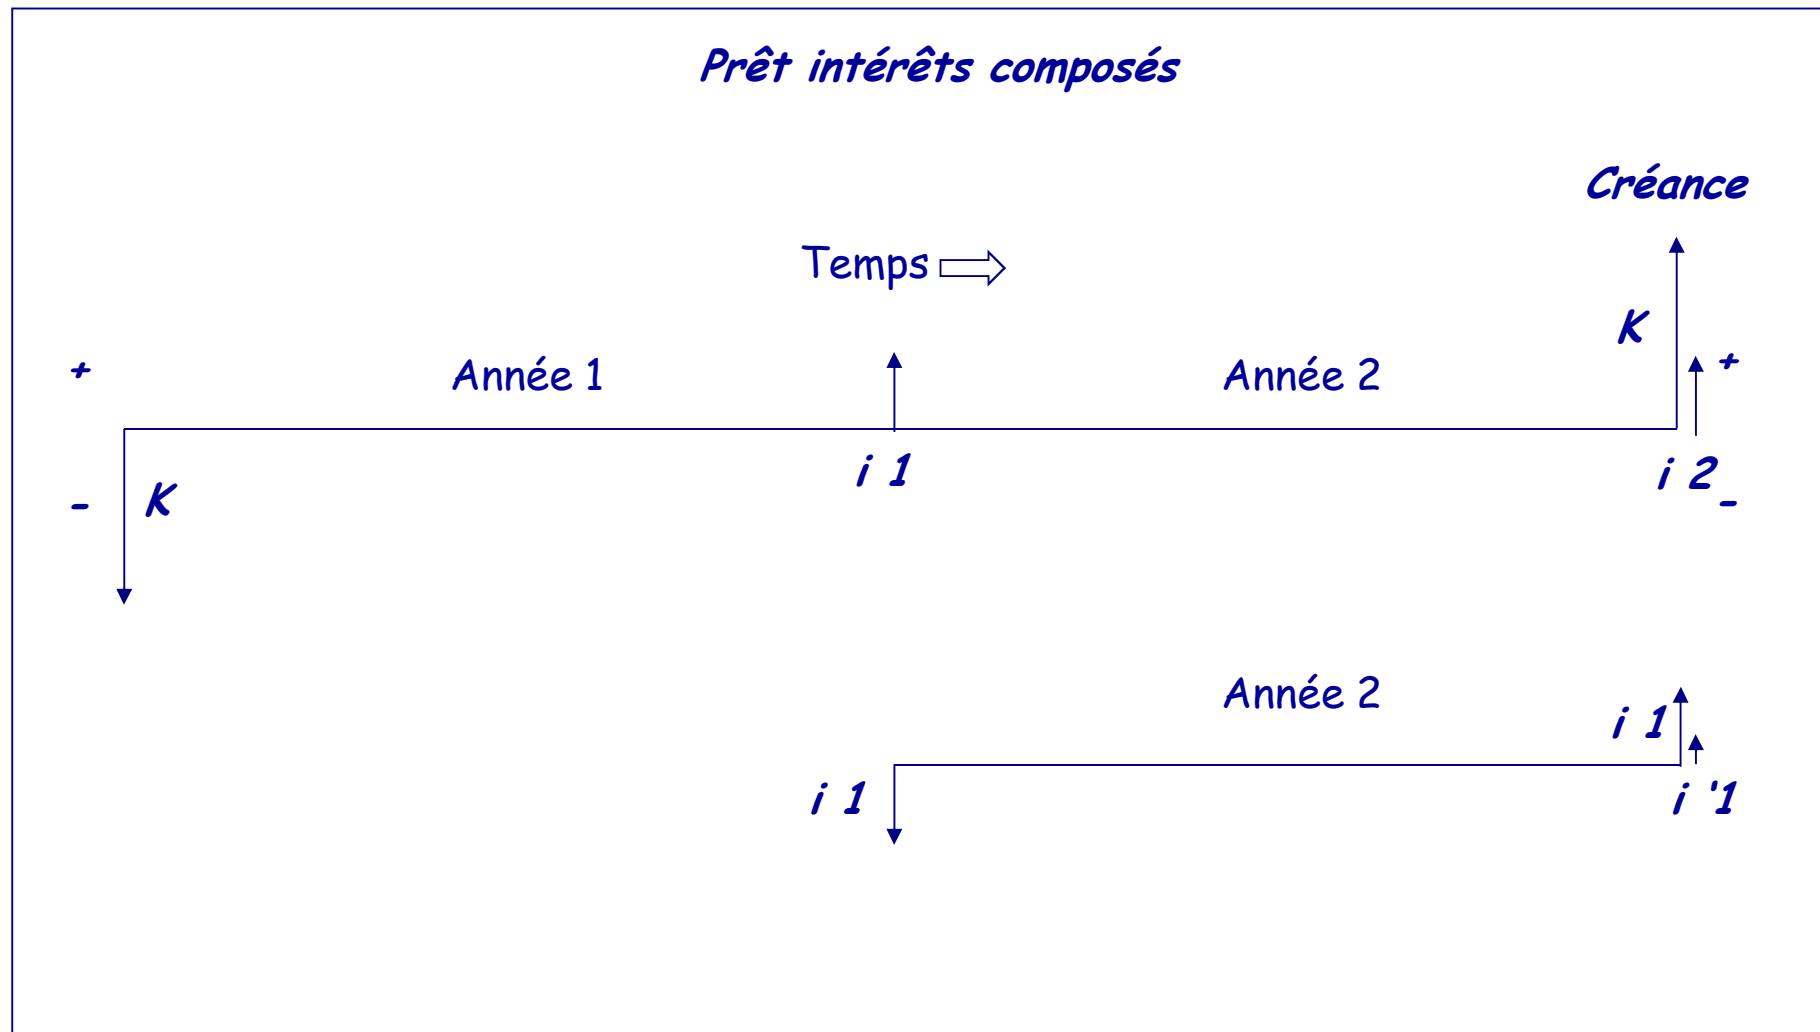 Prêt intérêts composés
Créance
Temps
K
+ Année 1 Année 2 +
i 1 i 2
- K -
Année 2
i 1
i 1 i '1